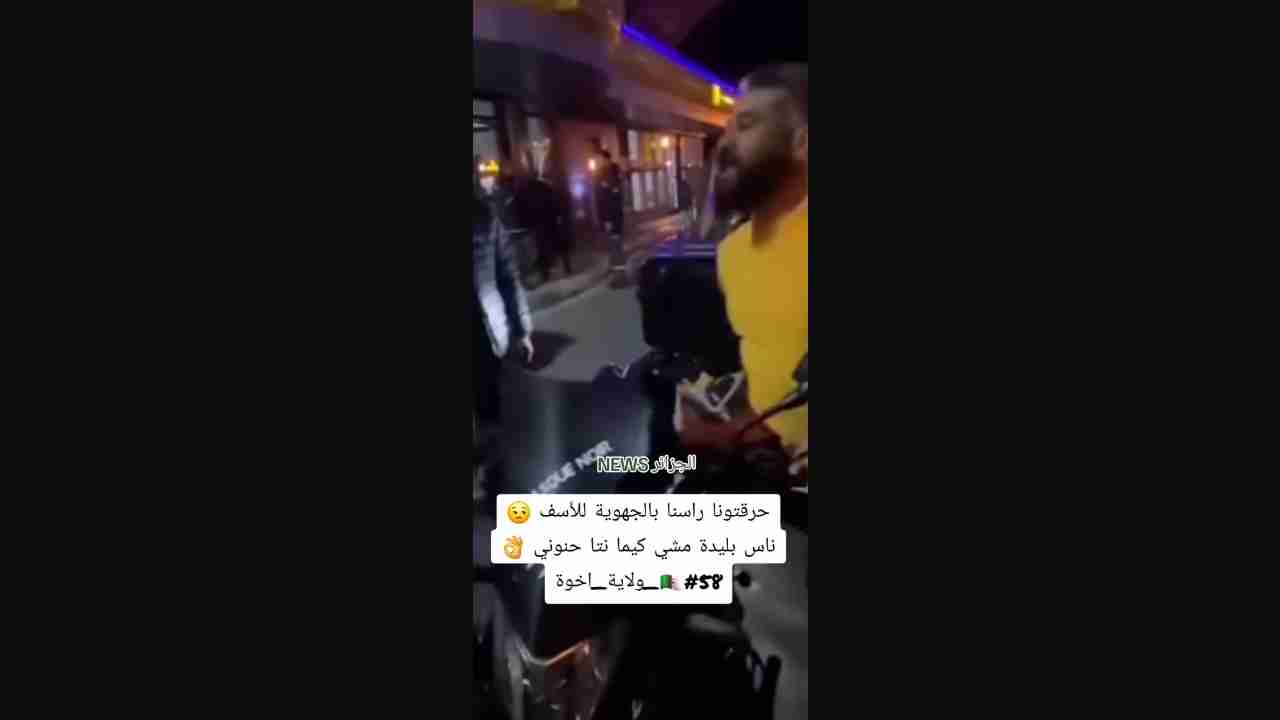 الجزائر NEWS
حرقتونا راسنا بالجهوية للأسف 😒
ناس بليدة مشي كيما نتا حنوني 👌
#58 🇩🇿_ولاية_اخوة